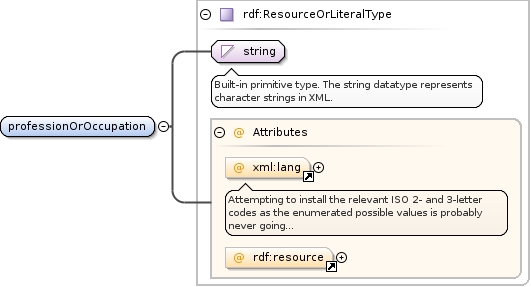 rdf:ResourceOrLiteralType
string
Built-in primitive type. The string datatype represents
character strings in XML.
professionOrOccupation
@ Attributes
@ xml:lang
Attempting to install the relevant ISO 2- and 3-letter
codes as the enumerated possible values is probably
never going...
@ rdf:resource